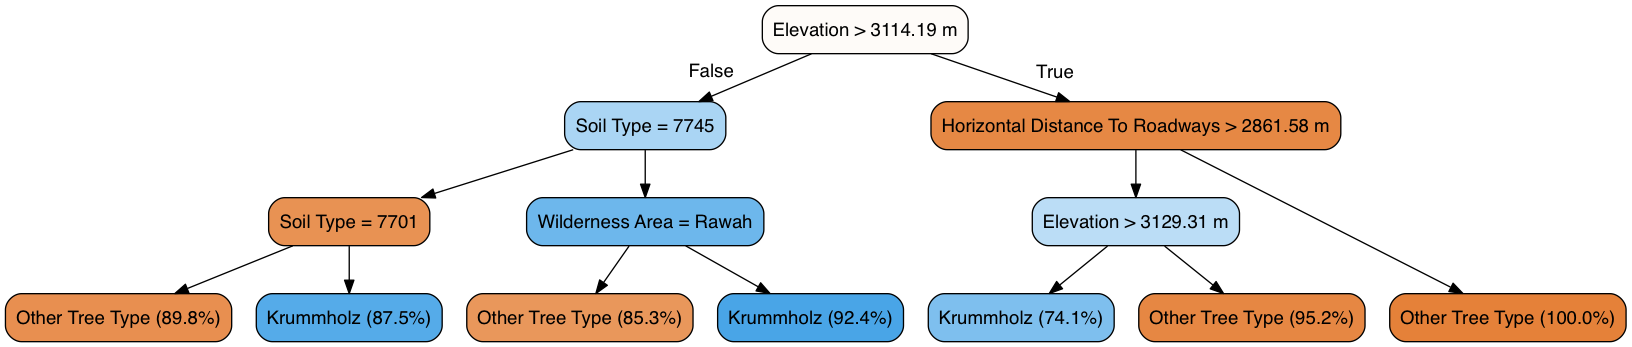 Elevation > 3114.19 m
False
True
Soil Type = 7745
Horizontal Distance To Roadways > 2861.58 m
Soil Type = 7701
Wilderness Area = Rawah
Elevation > 3129.31 m
Other Tree Type (89.8%)
Krummholz (87.5%)
Other Tree Type (85.3%)
Krummholz (92.4%)
Krummholz (74.1%)
Other Tree Type (95.2%)
Other Tree Type (100.0%)